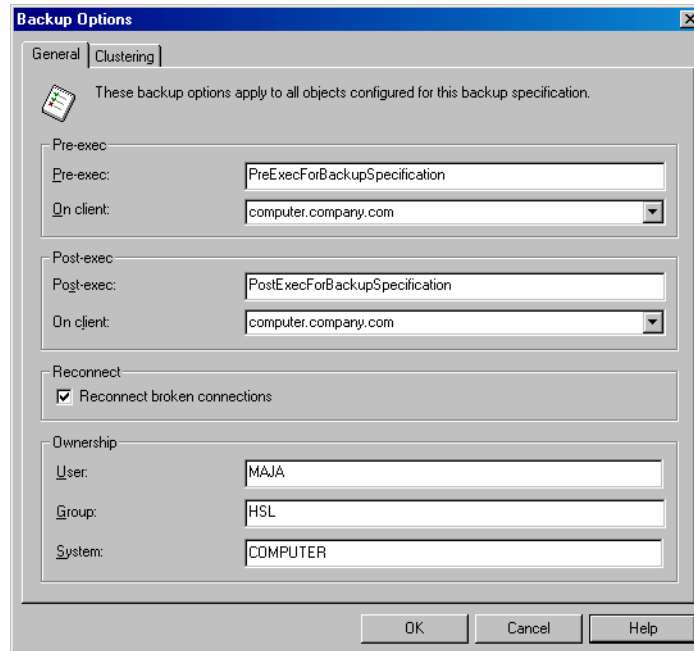 Backup Options
General Clustering
These backup options apply to all objects configured for this backup specification.
Pre-exec
Pre-exec: PreExecForBackupSpecification
On client: computer.company.com
Post-exec
Post-exec: PostExecForBackupSpecification
On client: computer.company.com
Reconnect
Reconnect broken connections
Ownership
User: MAJA
Group: HSL
System: COMPUTER
OK Cancel Help